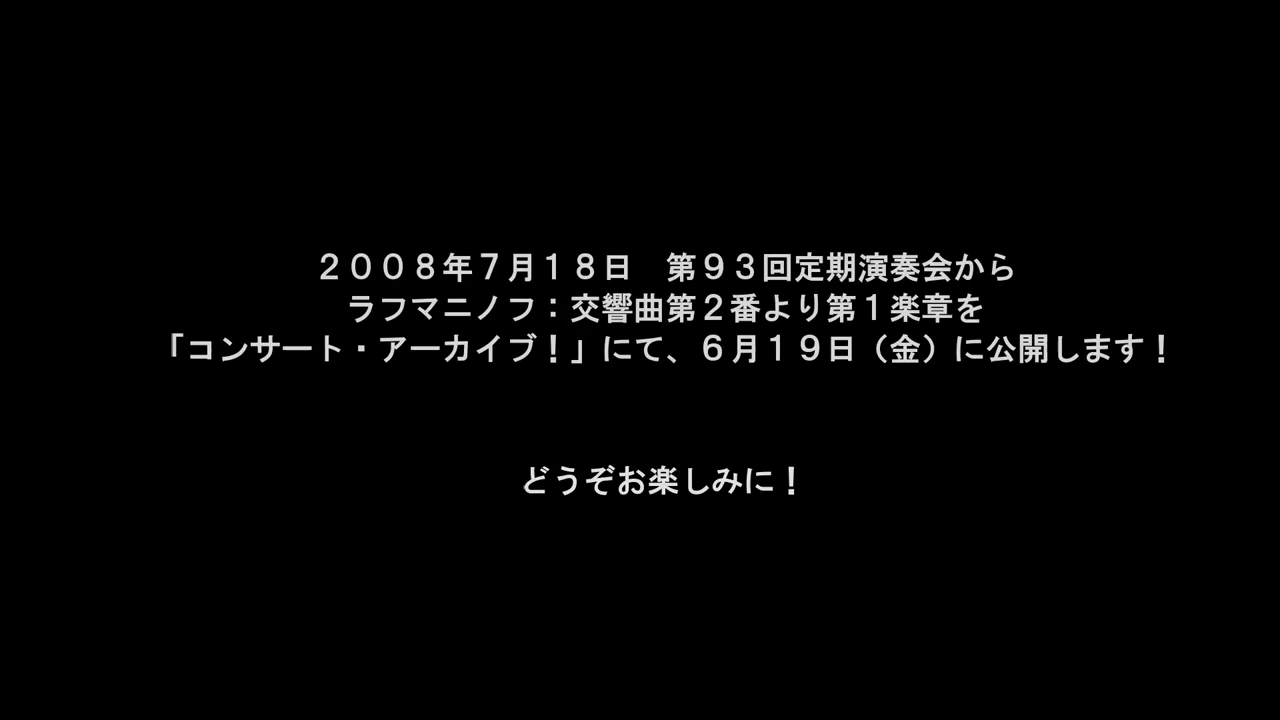 ２００８年７月１８日　第９３回定期演奏会から
ラフマニノフ：交響曲第２番より第１楽章を
「コンサート・アーカイブ！」にて、６月１９日（金）に公開します！
どうぞお楽しみに！